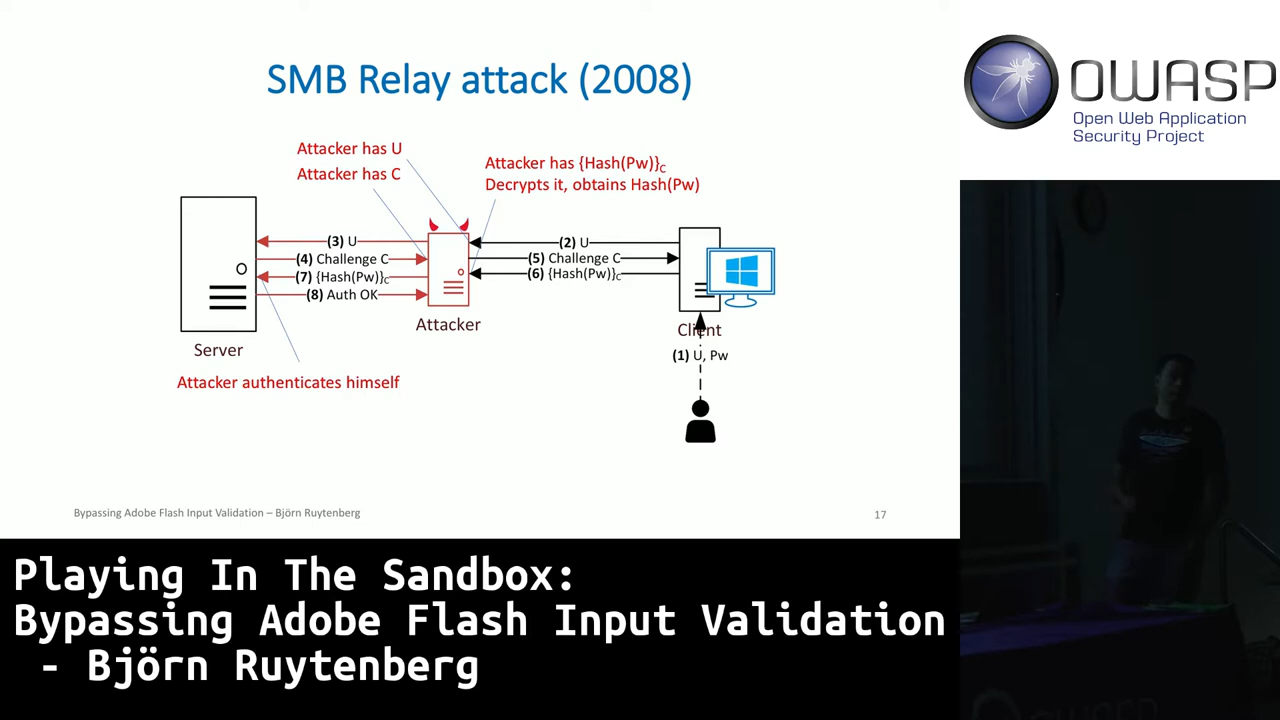 SMB Relay attack (2008)
Attacker has U
Attacker has C
Attacker has {Hash(Pw)}C
Decrypts it, obtains Hash(Pw)
(3) U
(4) Challenge C
(7) {Hash(Pw)}C
(8) Auth OK
(2) U
(5) Challenge C
(6) {Hash(Pw)}C
Server
Attacker
Client
(1) U, Pw
Attacker authenticates himself
Bypassing Adobe Flash Input Validation – Björn Ruytenberg
17
OWASP
Open Web Application
Security Project
Playing In The Sandbox:
Bypassing Adobe Flash Input Validation
- Björn Ruytenberg
OWASP